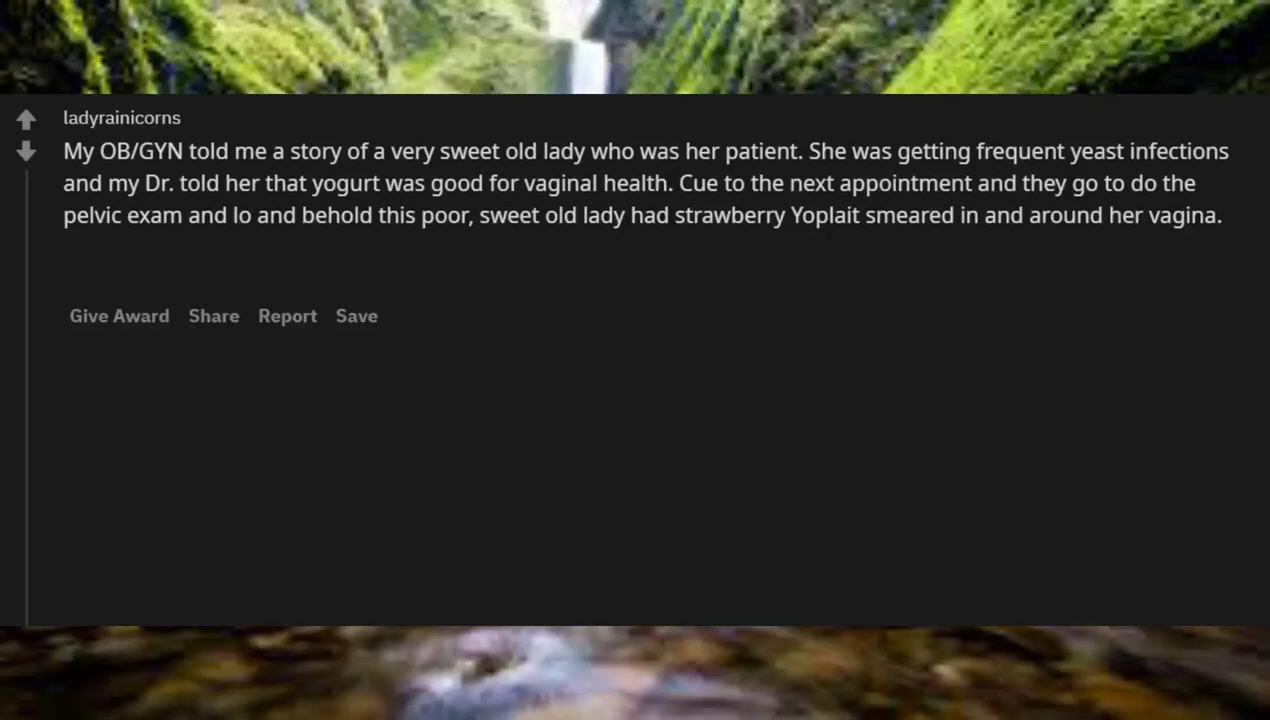 ladyrainicorns
My OB/GYN told me a story of a very sweet old lady who was her patient. She was getting frequent yeast infections
and my Dr. told her that yogurt was good for vaginal health. Cue to the next appointment and they go to do the
pelvic exam and lo and behold this poor, sweet old lady had strawberry Yoplait smeared in and around her vagina.
Give Award Share Report Save